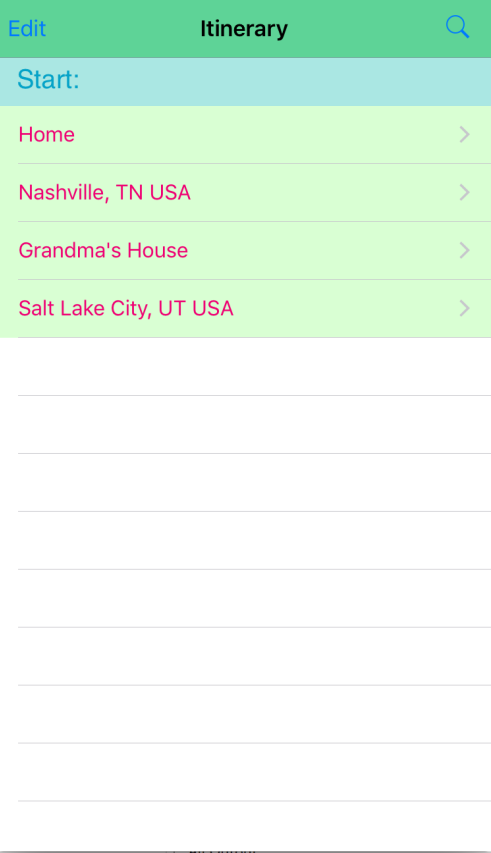 Edit Itinerary
Start:
Home
Nashville, TN USA
Grandma's House
Salt Lake City, UT USA